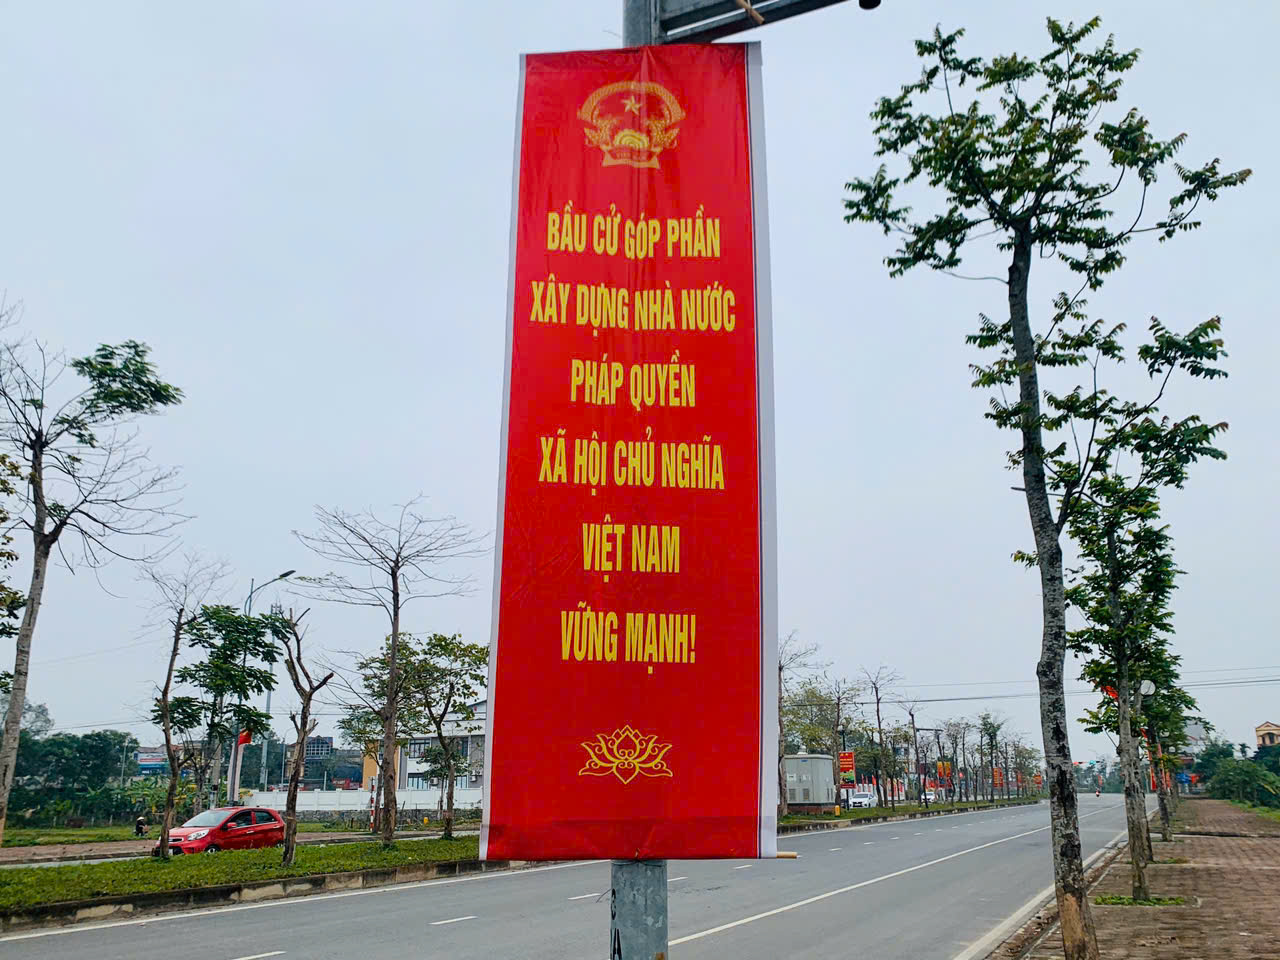 BẦU CỬ GÓP PHẦN
XÂY DỰNG NHÀ NƯỚC
PHÁP QUYỀN
XÃ HỘI CHỦ NGHĨA
VIỆT NAM
VỮNG MẠNH!